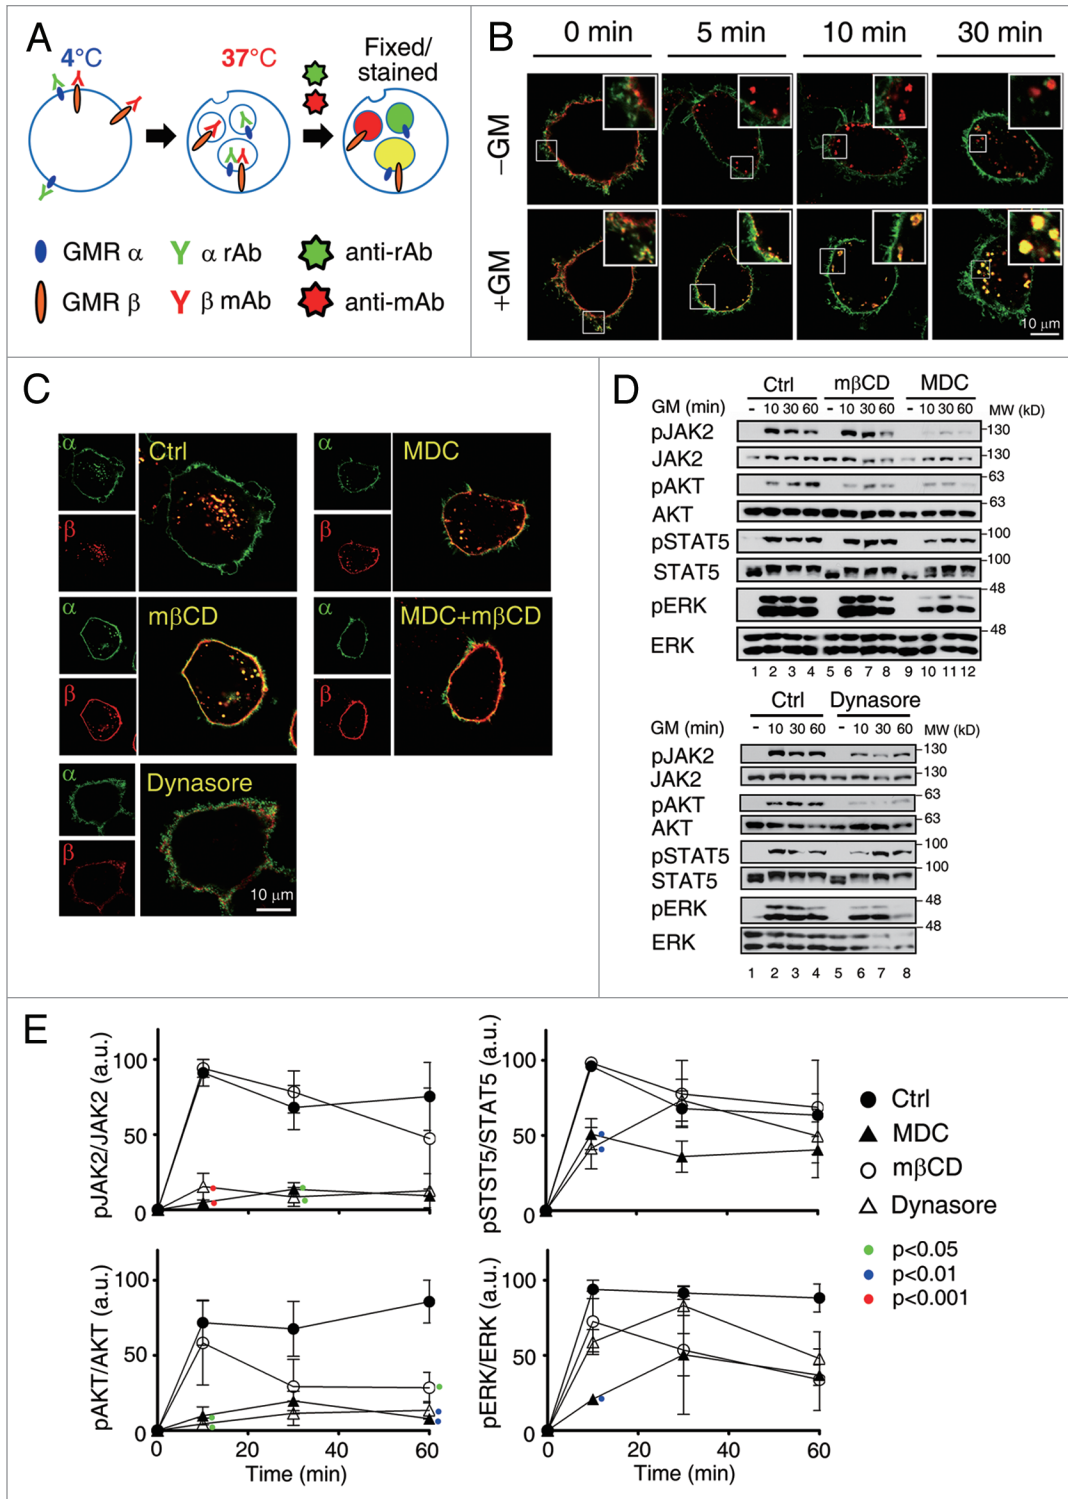 A
4°C
37°C
Fixed/
stained
GMR α
α rAb
anti-rAb
GMR β
β mAb
anti-mAb
B
0 min
5 min
10 min
30 min
–GM
+GM
10 μm
C
α
Ctrl
β
α
MDC
β
α
mβCD
β
α
MDC+mβCD
β
α
Dynasore
β
10 μm
D
Ctrl
mβCD
MDC
GM (min)
- 10 30 60 - 10 30 60 - 10 30 60
MW (kD)
pJAK2
130
JAK2
130
pAKT
63
AKT
63
pSTAT5
100
STAT5
100
pERK
48
ERK
48
1 2 3 4 5 6 7 8 9 10 11 12
Ctrl
Dynasore
GM (min)
- 10 30 60 - 10 30 60
MW (kD)
pJAK2
130
JAK2
130
pAKT
63
AKT
63
pSTAT5
100
STAT5
100
pERK
48
ERK
48
1 2 3 4 5 6 7 8
E
pJAK2/JAK2 (a.u.)
100
50
0
pSTST5/STAT5 (a.u.)
100
50
0
Ctrl
MDC
mβCD
Dynasore
p<0.05
p<0.01
p<0.001
pAKT/AKT (a.u.)
100
50
0
0 20 40 60
Time (min)
pERK/ERK (a.u.)
100
50
0
0 20 40 60
Time (min)